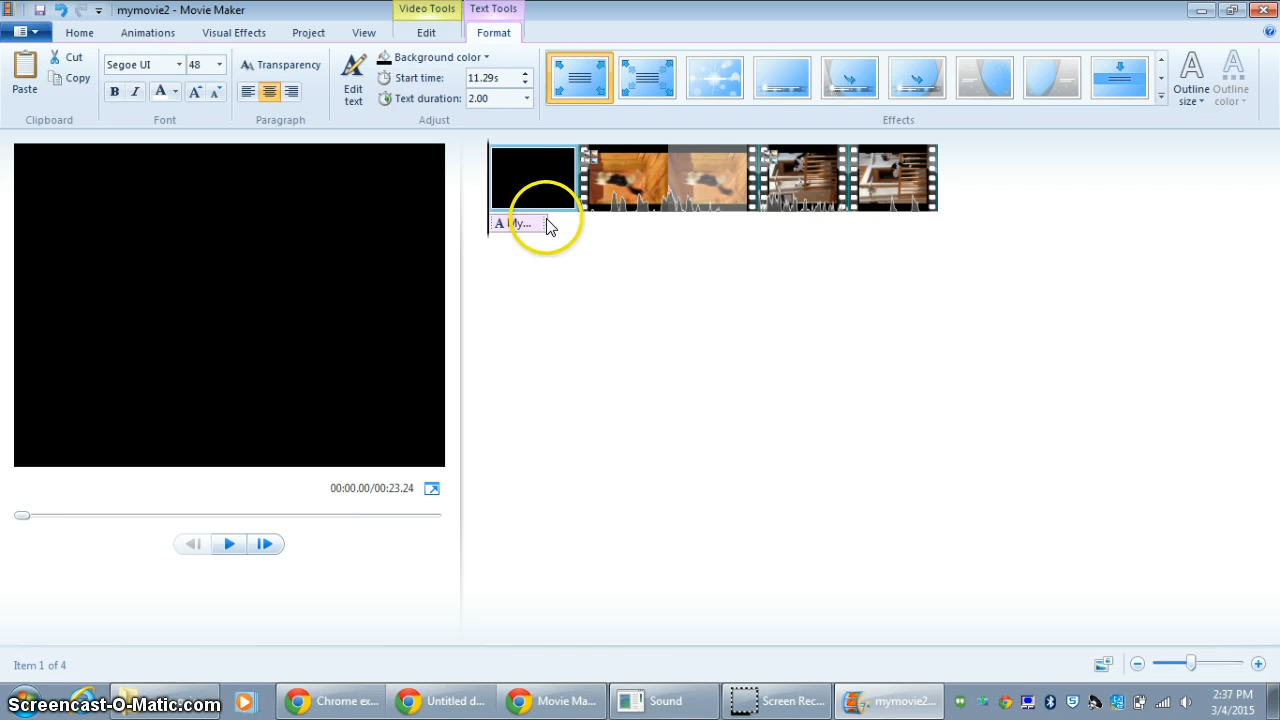 mymovie2 - Movie Maker
Video Tools
Text Tools
Home
Animations
Visual Effects
Project
View
Edit
Format
Paste
Cut
Copy
Clipboard
Segoe UI
48
B I A A A
Font
Transparency
Paragraph
Edit
text
Background color
Start time: 11.29s
Text duration: 2.00
Adjust
Effects
Outline
size
Outline
color
A My...
00:00.00/00:23.24
Item 1 of 4
Chrome ex...
Untitled d...
Movie Ma...
Sound
Screen Rec...
mymovie2...
2:37 PM
3/4/2015
Screencast-O-Matic.com